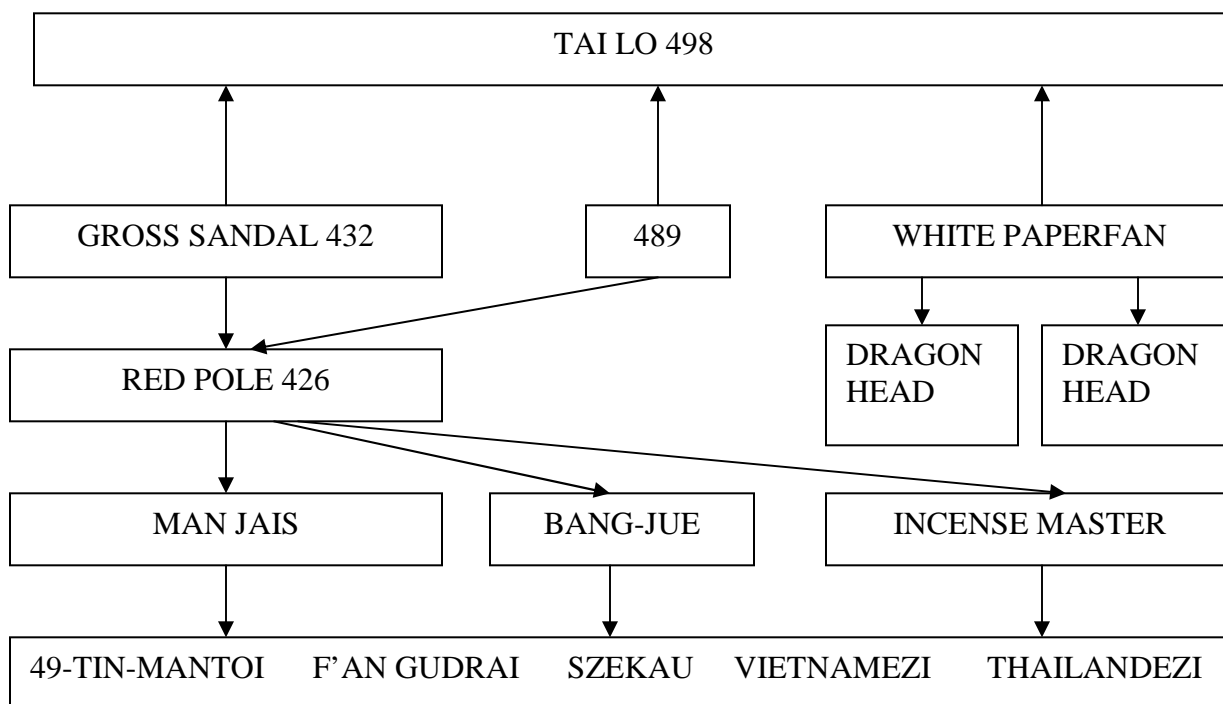 TAI LO 498
GROSS SANDAL 432
489
WHITE PAPERFAN
DRAGON
HEAD
DRAGON
HEAD
RED POLE 426
MAN JAIS
BANG-JUE
INCENSE MASTER
49-TIN-MANTOI F'AN GUDRAI SZEKAU VIETNAMEZI THAILANDEZI